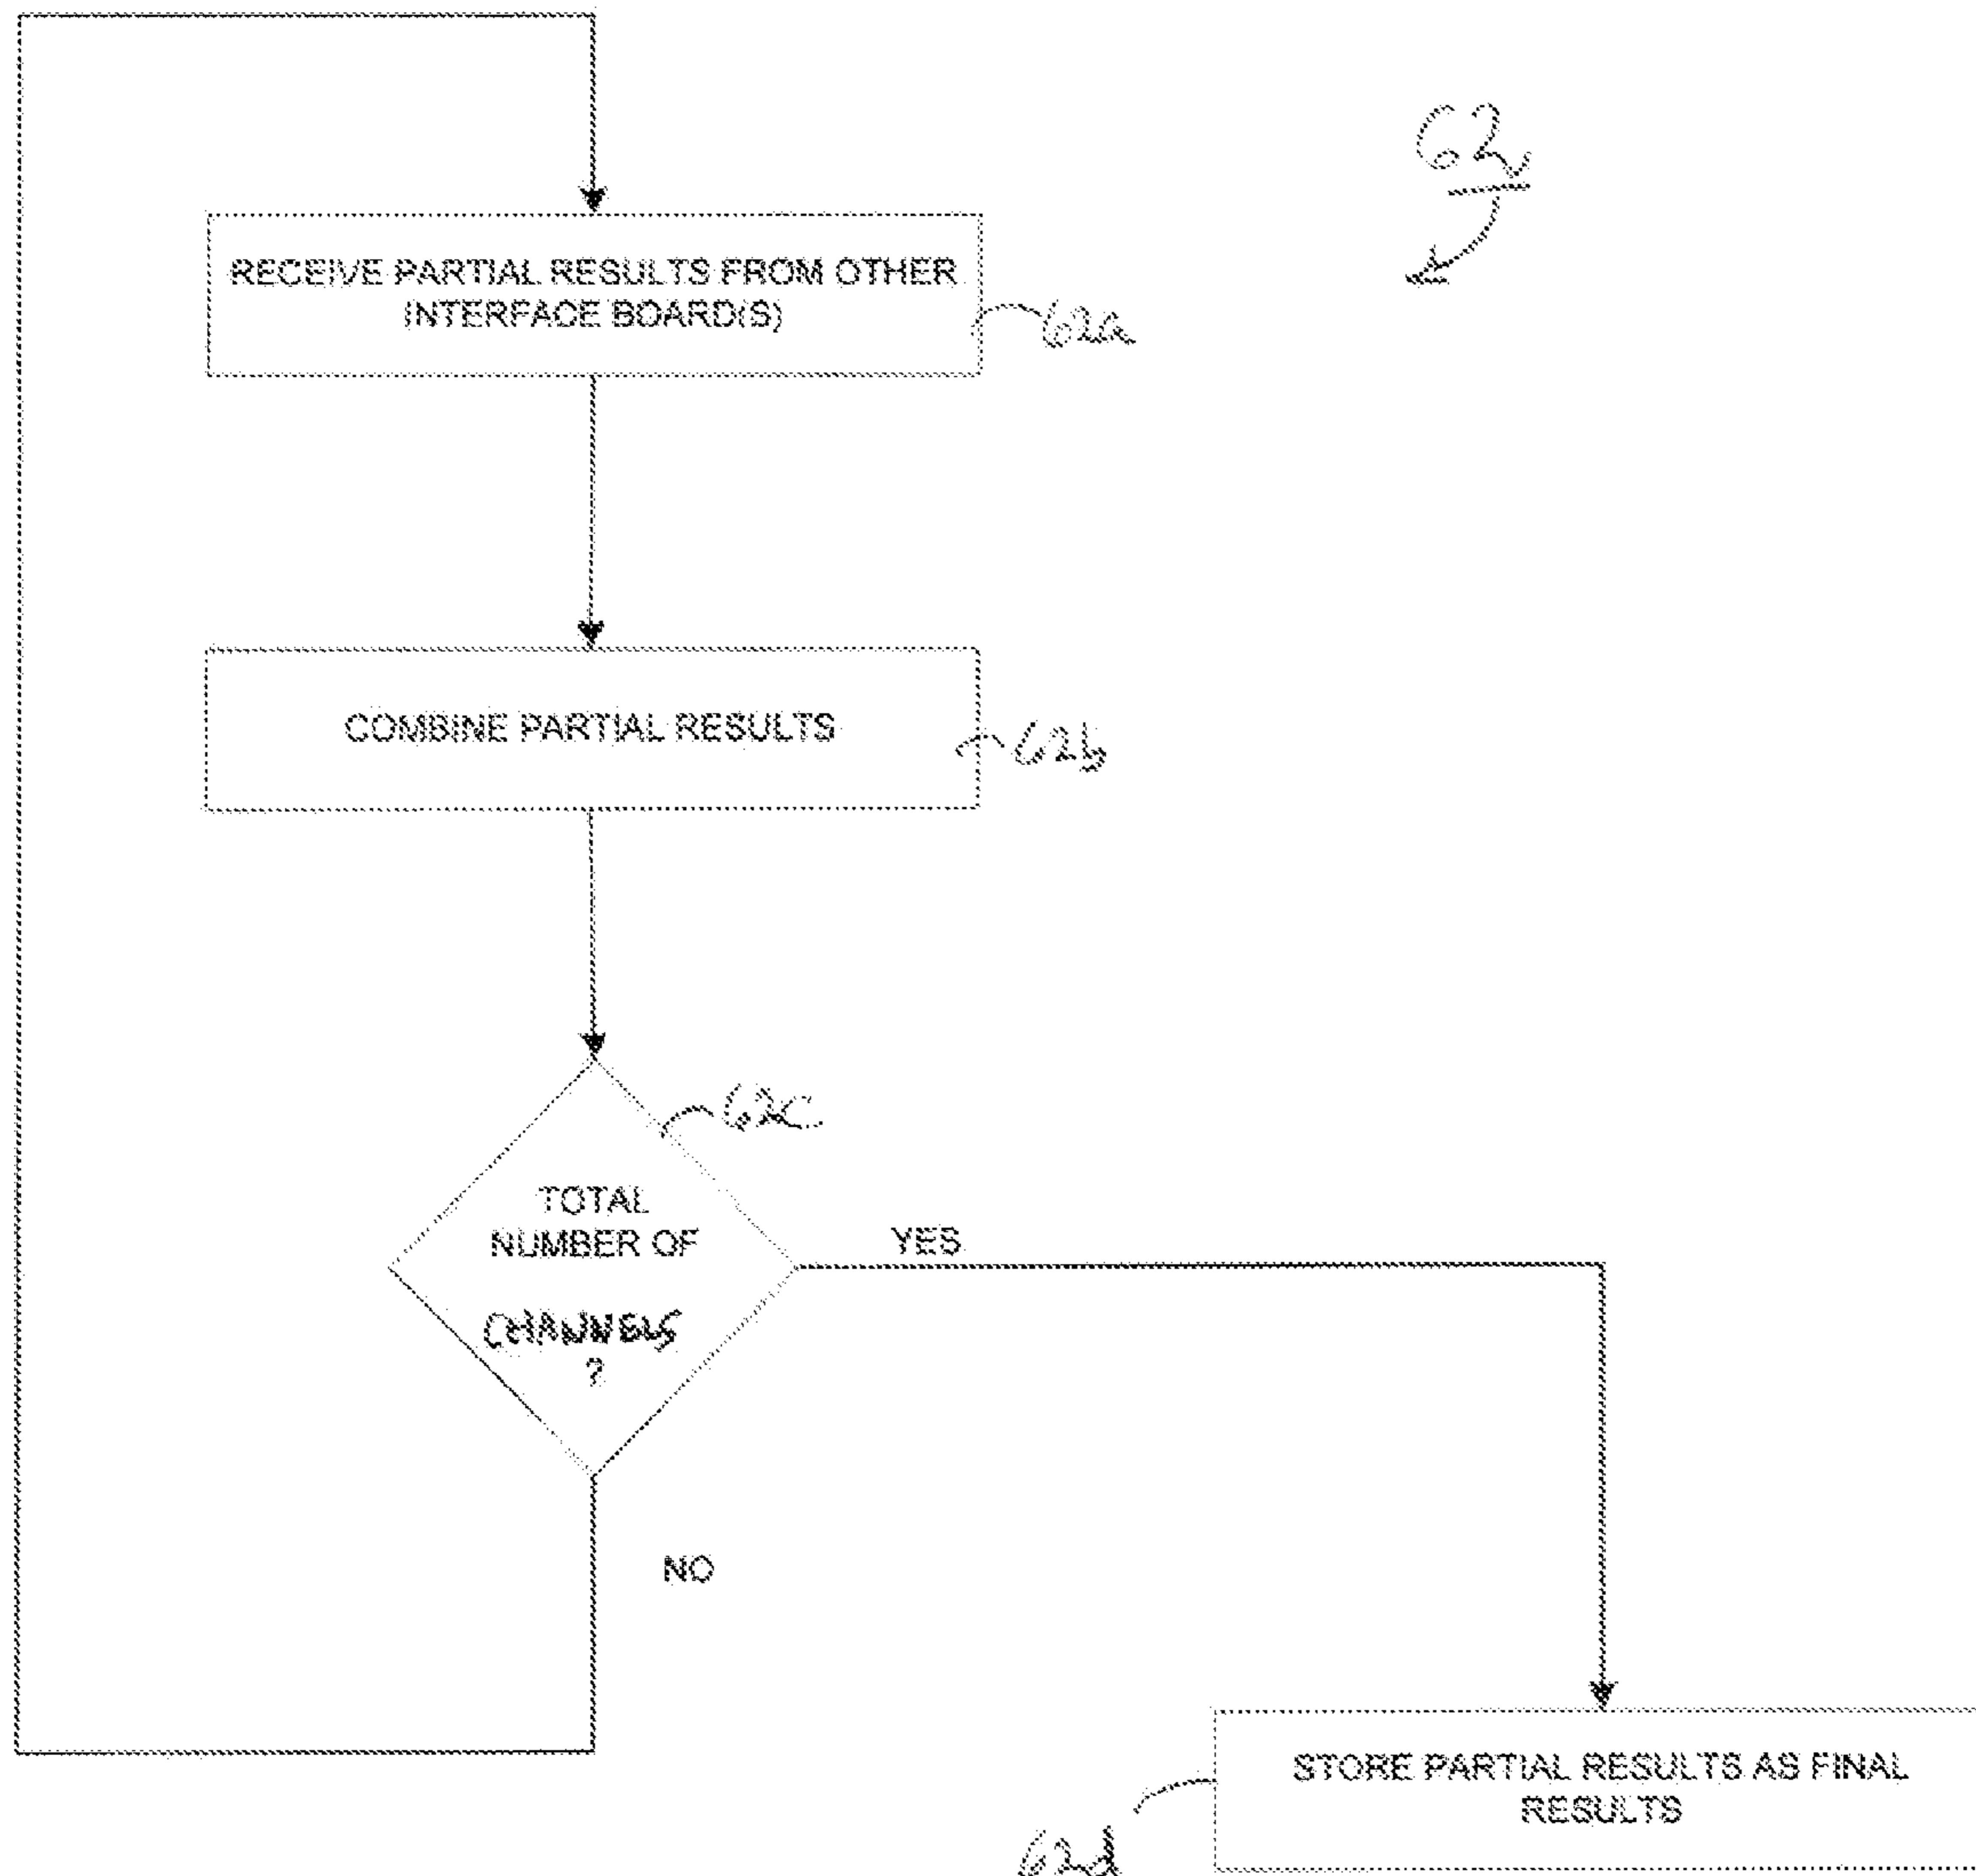 62
RECEIVE PARTIAL RESULTS FROM OTHER
INTERFACE BOARD(S)
62a
COMBINE PARTIAL RESULTS
62b
62c
TOTAL
NUMBER OF
CHANNELS
?
YES
NO
STORE PARTIAL RESULTS AS FINAL
RESULTS
62d